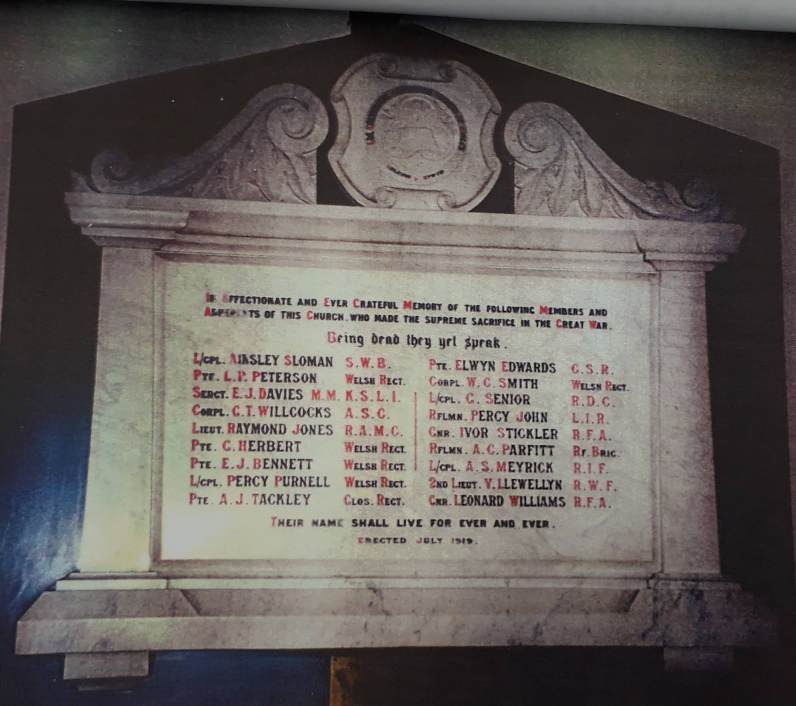 In Affectionate and Ever Grateful Memory of the following Members and
Adherents of this Church, who made the supreme sacrifice in the Great War.
Being dead they yet speak.
L/Cpl. Ainsley Sloman S.W.B.
Pte. L.P. Peterson Welsh Regt.
Sergt. E.J. Davies M.M. K.S.L.I.
Corpl. G.T. Willcocks A.S.C.
Lieut. Raymond Jones R.A.M.C.
Pte. G. Herbert Welsh Regt.
Pte. E.J. Bennett Welsh Regt.
L/Cpl. Percy Purnell Welsh Regt.
Pte. A.J. Tackley Glos. Regt.
Pte. Elwyn Edwards G.S.R.
Corpl. W.G. Smith Welsh Regt.
L/Cpl. G. Senior R.D.C.
Rflmn. Percy John L.I.R.
Gnr. Ivor Stickler R.F.A.
Rflmn. A.G. Parfitt Rf. Brig.
L/Cpl. A.S. Meyrick R.I.F.
2nd Lieut. V. Llewellyn R.W.F.
Gnr. Leonard Williams R.F.A.
Their name shall live for ever and ever.
Erected July 1919.